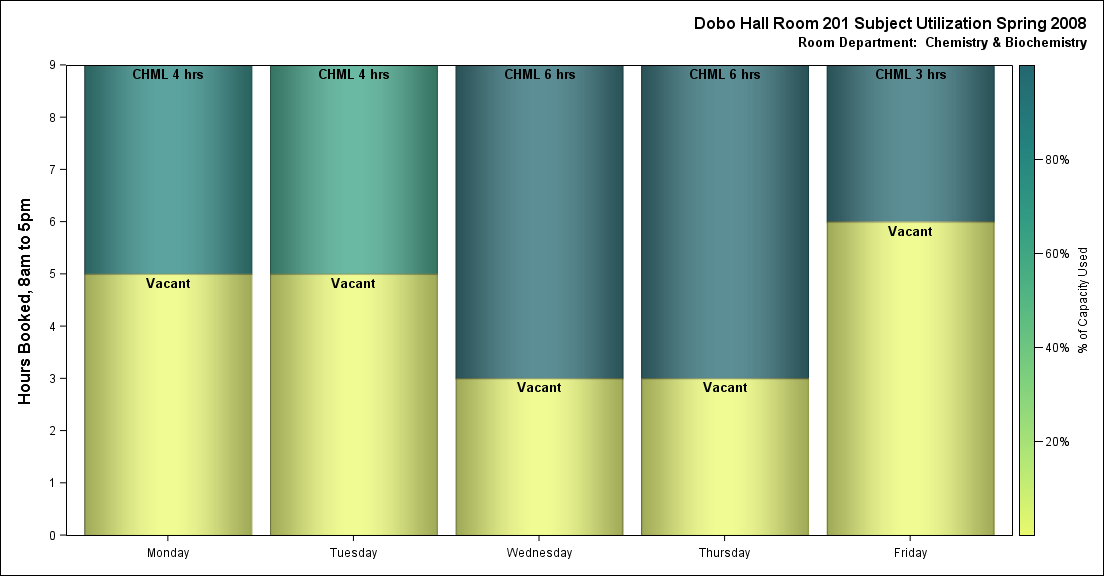 Dobo Hall Room 201 Subject Utilization Spring 2008
Room Department:  Chemistry & Biochemistry
Hours Booked, 8am to 5pm
9
8
7
6
5
4
3
2
1
0
CHML 4 hrs
Vacant
CHML 4 hrs
Vacant
CHML 6 hrs
Vacant
CHML 6 hrs
Vacant
CHML 3 hrs
Vacant
Monday
Tuesday
Wednesday
Thursday
Friday
80%
60%
40%
20%
% of Capacity Used